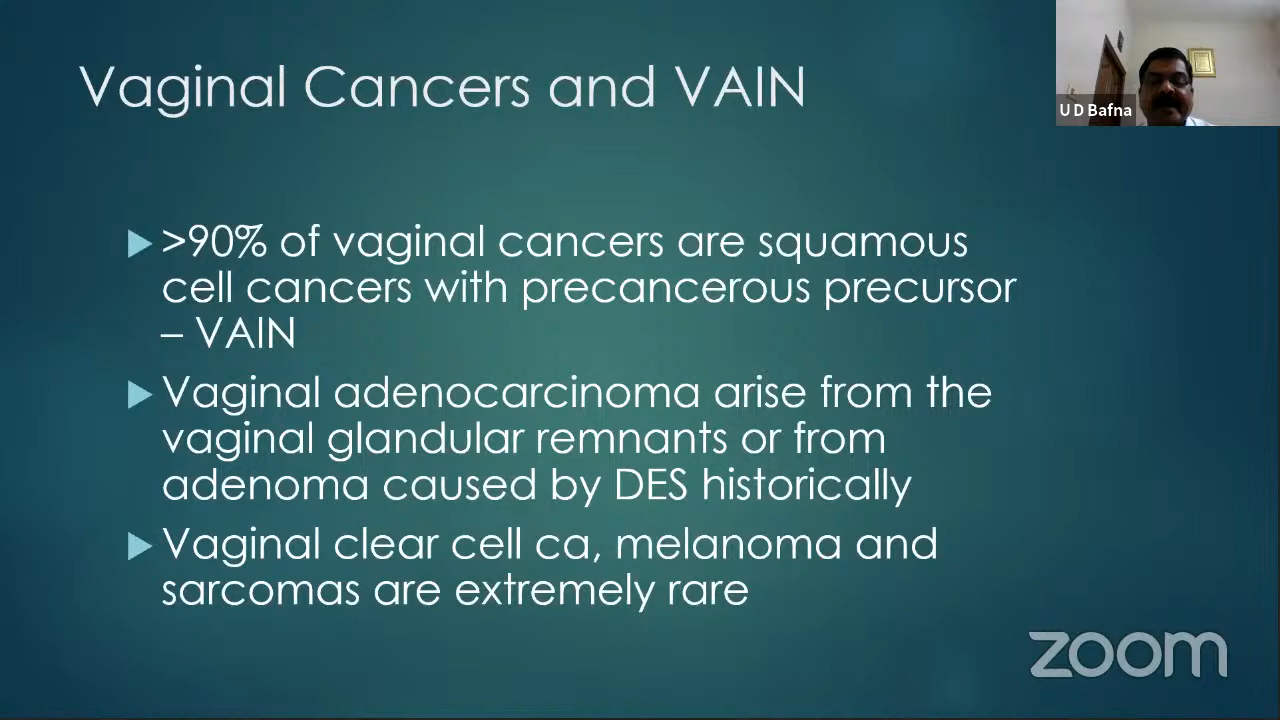 Vaginal Cancers and VAIN
U D Bafna
>90% of vaginal cancers are squamous
cell cancers with precancerous precursor
– VAIN
Vaginal adenocarcinoma arise from the
vaginal glandular remnants or from
adenoma caused by DES historically
Vaginal clear cell ca, melanoma and
sarcomas are extremely rare
zoom